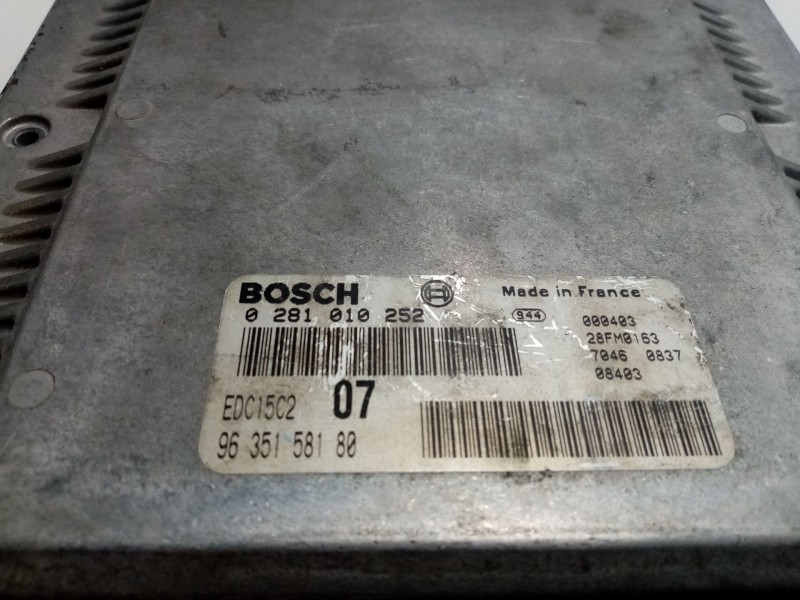 BOSCH
Made in France
0 281 010 252
944
000403
28FM0163
7046 0837
08403
EDC15C2 07
96 351 581 80